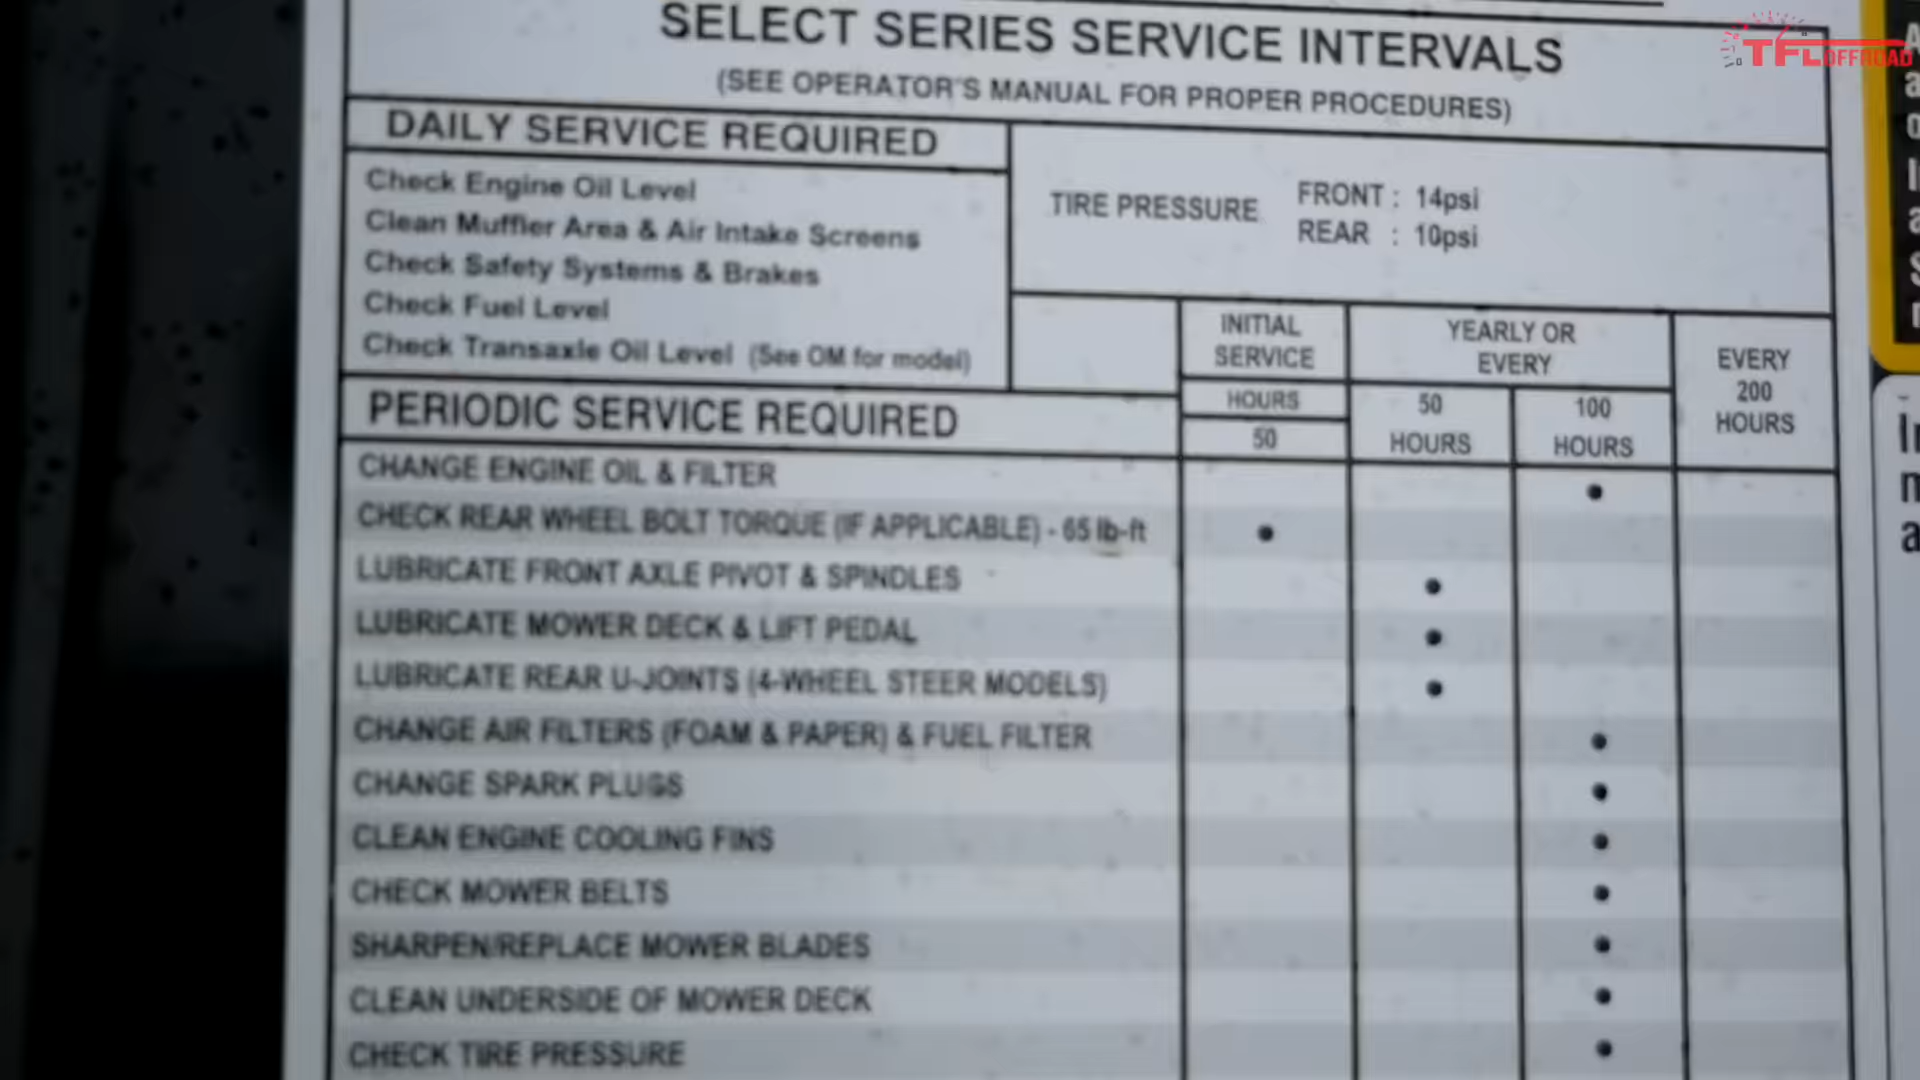 SELECT SERIES SERVICE INTERVALS
(SEE OPERATOR'S MANUAL FOR PROPER PROCEDURES)
TFLOFFROAD
DAILY SERVICE REQUIRED
Check Engine Oil Level
Clean Muffler Area & Air Intake Screens
Check Safety Systems & Brakes
Check Fuel Level
Check Transaxle Oil Level (See OM for model)
TIRE PRESSURE
FRONT : 14psi
REAR : 10psi
INITIAL
SERVICE
HOURS
50
YEARLY OR
EVERY
50
HOURS
100
HOURS
EVERY
200
HOURS
PERIODIC SERVICE REQUIRED
CHANGE ENGINE OIL & FILTER
CHECK REAR WHEEL BOLT TORQUE (IF APPLICABLE) - 65 lb-ft
LUBRICATE FRONT AXLE PIVOT & SPINDLES
LUBRICATE MOWER DECK & LIFT PEDAL
LUBRICATE REAR U-JOINTS (4-WHEEL STEER MODELS)
CHANGE AIR FILTERS (FOAM & PAPER) & FUEL FILTER
CHANGE SPARK PLUGS
CLEAN ENGINE COOLING FINS
CHECK MOWER BELTS
SHARPEN/REPLACE MOWER BLADES
CLEAN UNDERSIDE OF MOWER DECK
CHECK TIRE PRESSURE